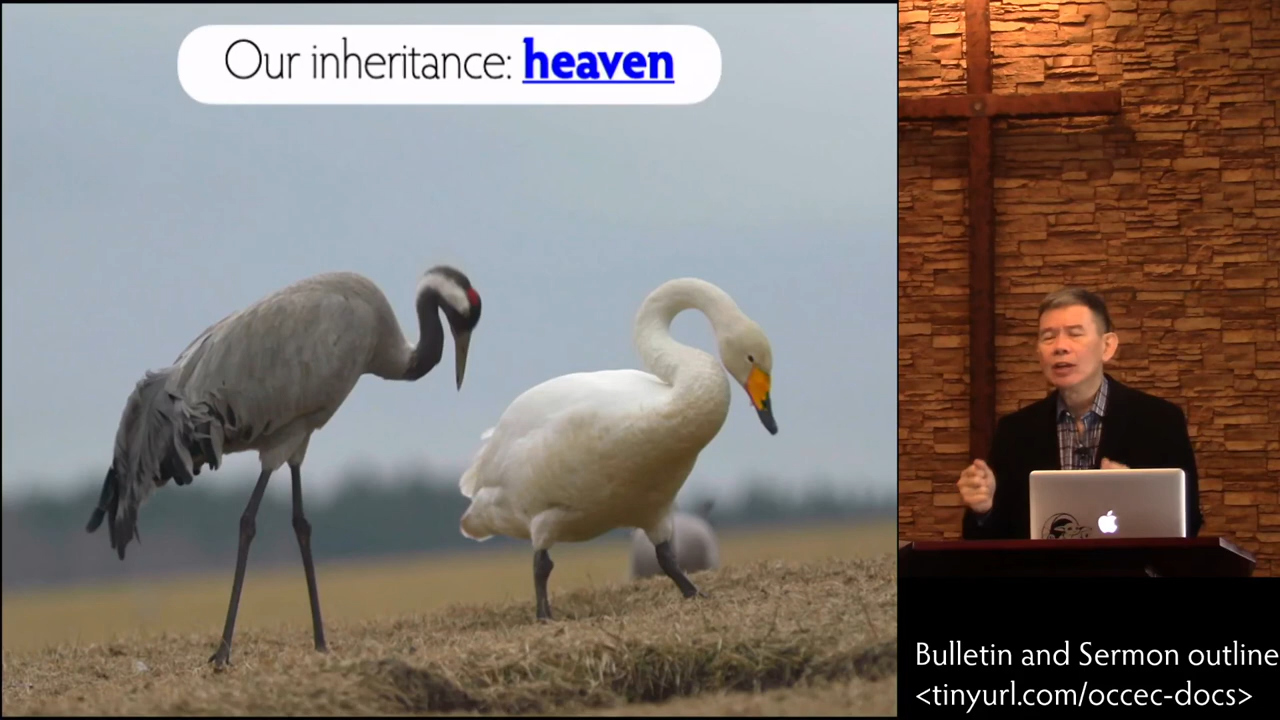 Our inheritance: heaven
Bulletin and Sermon outline
<tinyurl.com/occec-docs>